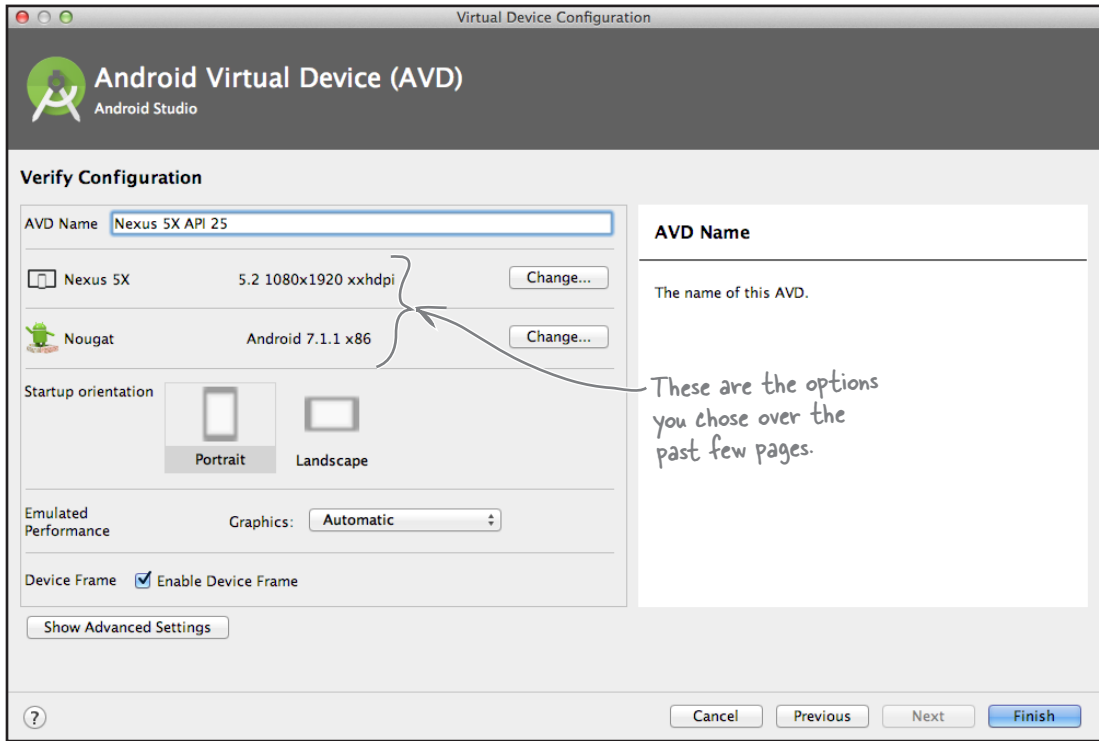 Virtual Device Configuration
Android Virtual Device (AVD)
Android Studio
Verify Configuration
AVD Name Nexus 5X API 25
Nexus 5X 5.2 1080x1920 xxhdpi Change...
Nougat Android 7.1.1 x86 Change...
Startup orientation
Portrait Landscape
Emulated
Performance
Graphics: Automatic
Device Frame Enable Device Frame
Show Advanced Settings
AVD Name
The name of this AVD.
These are the options
you chose over the
past few pages.
? Cancel Previous Next Finish